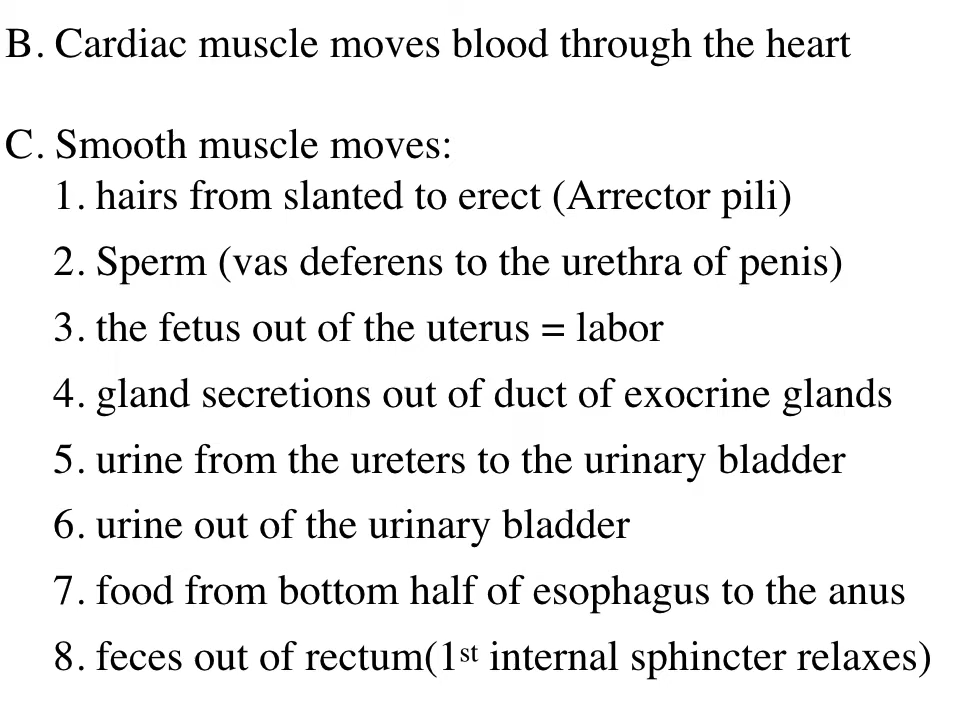 B. Cardiac muscle moves blood through the heart
C. Smooth muscle moves:
1. hairs from slanted to erect (Arrector pili)
2. Sperm (vas deferens to the urethra of penis)
3. the fetus out of the uterus = labor
4. gland secretions out of duct of exocrine glands
5. urine from the ureters to the urinary bladder
6. urine out of the urinary bladder
7. food from bottom half of esophagus to the anus
8. feces out of rectum(1st internal sphincter relaxes)